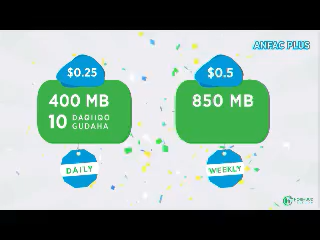 ANFAC PLUS
$0.25
400 MB
10 DAQIIQO
GUDAHA
DAILY
$0.5
850 MB
WEEKLY